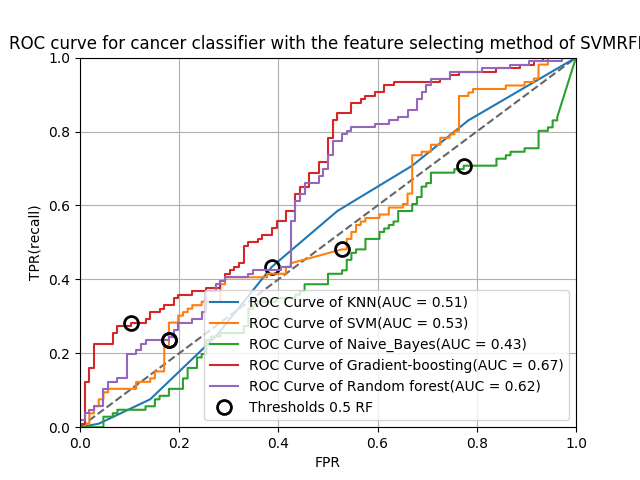 ROC curve for cancer classifier with the feature selecting method of SVMRF
1.0
0.8
0.6
0.4
0.2
0.0
TPR(recall)
ROC Curve of KNN(AUC = 0.51)
ROC Curve of SVM(AUC = 0.53)
ROC Curve of Naive_Bayes(AUC = 0.43)
ROC Curve of Gradient-boosting(AUC = 0.67)
ROC Curve of Random forest(AUC = 0.62)
Thresholds 0.5 RF
0.0 0.2 0.4 0.6 0.8 1.0
FPR